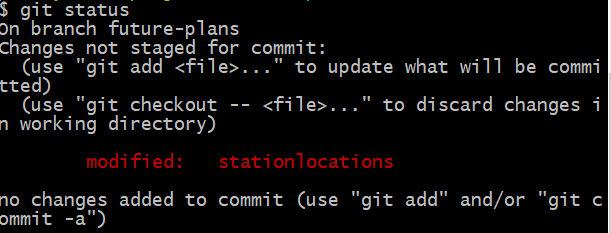 $ git status
On branch future-plans
Changes not staged for commit:
  (use "git add <file>..." to update what will be commi
tted)
  (use "git checkout -- <file>..." to discard changes i
n working directory)
        modified:   stationlocations
no changes added to commit (use "git add" and/or "git c
ommit -a")